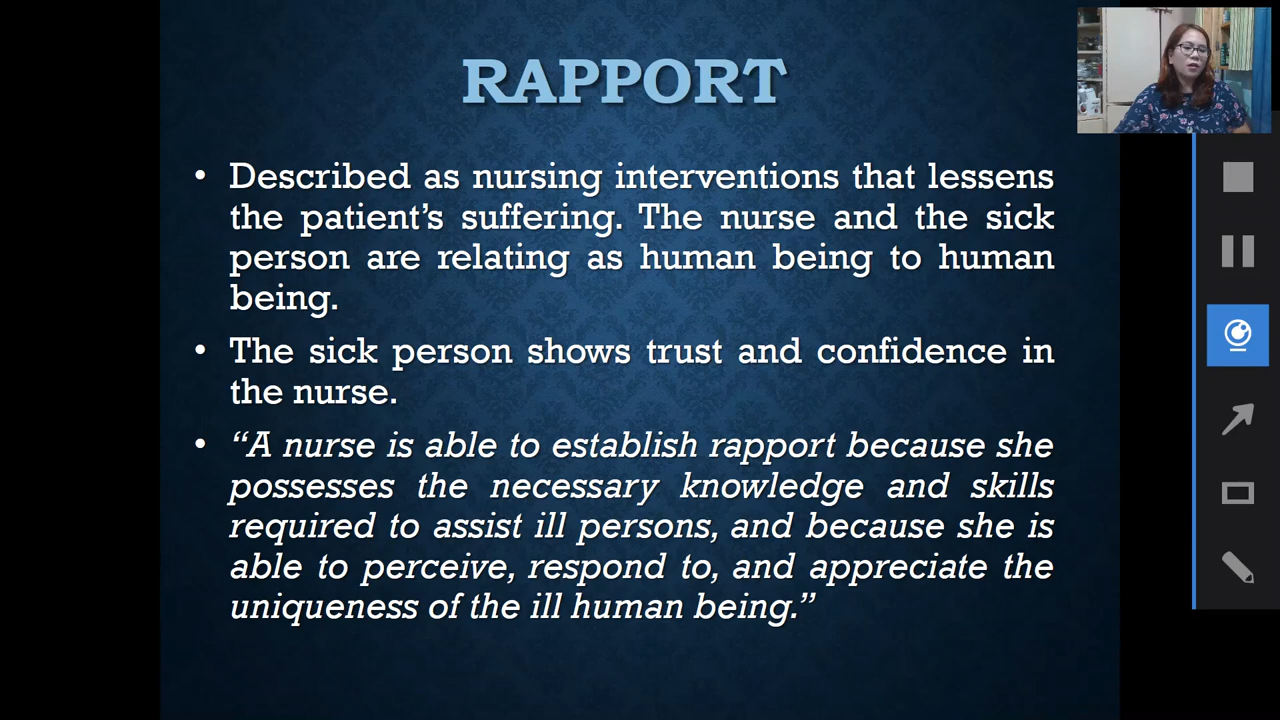 RAPPORT
• Described as nursing interventions that lessens
the patient’s suffering. The nurse and the sick
person are relating as human being to human
being.
• The sick person shows trust and confidence in
the nurse.
• “A nurse is able to establish rapport because she
possesses the necessary knowledge and skills
required to assist ill persons, and because she is
able to perceive, respond to, and appreciate the
uniqueness of the ill human being.”